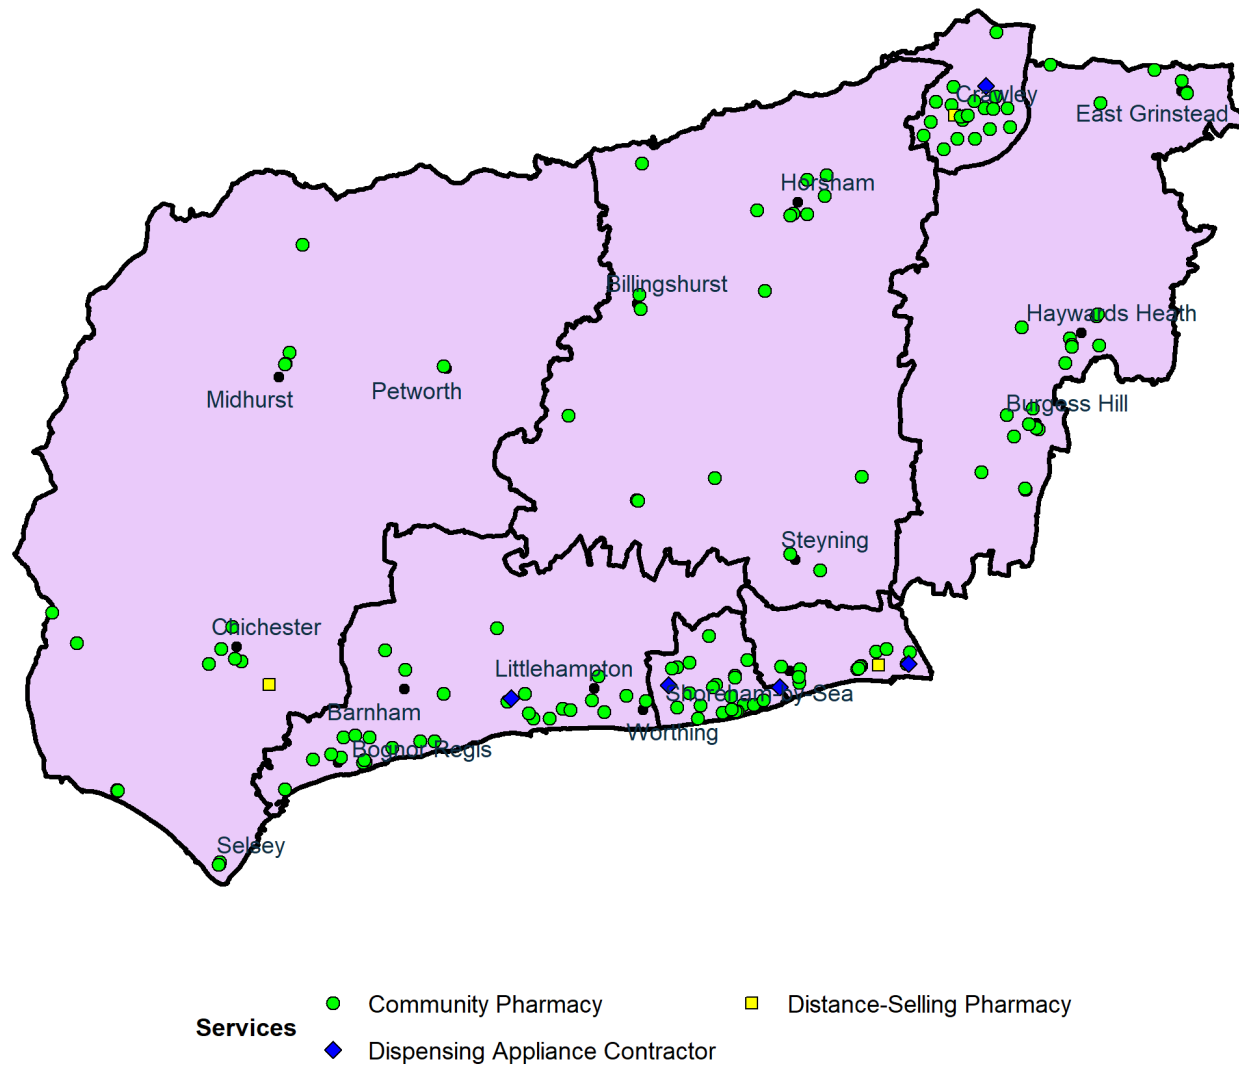 Crawley
East Grinstead
Horsham
Billingshurst
Haywards Heath
Midhurst
Petworth
Burgess Hill
Steyning
Chichester
Littlehampton
Shoreham-by-Sea
Barnham
Worthing
Bognor Regis
Selsey
Services
Community Pharmacy
Distance-Selling Pharmacy
Dispensing Appliance Contractor